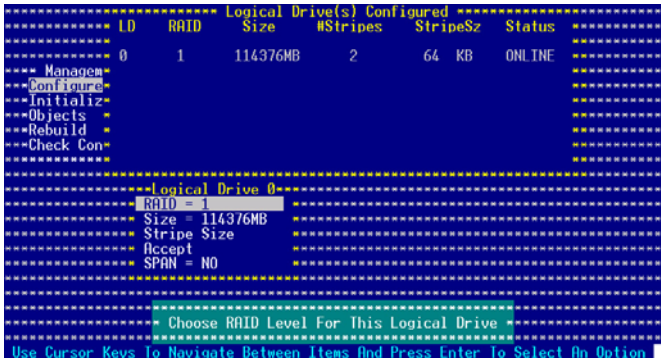 Logical Drive(s) Configured
LD RAID Size #Stripes StripeSz Status
0 1 114376MB 2 64 KB ONLINE
Managem
Configure
Initializ
Objects
Rebuild
Check Con
Logical Drive 0
RAID = 1
Size = 114376MB
Stripe Size
Accept
SPAN = NO
Choose RAID Level For This Logical Drive
Use Cursor Keys To Navigate Between Items And Press Enter To Select An Option